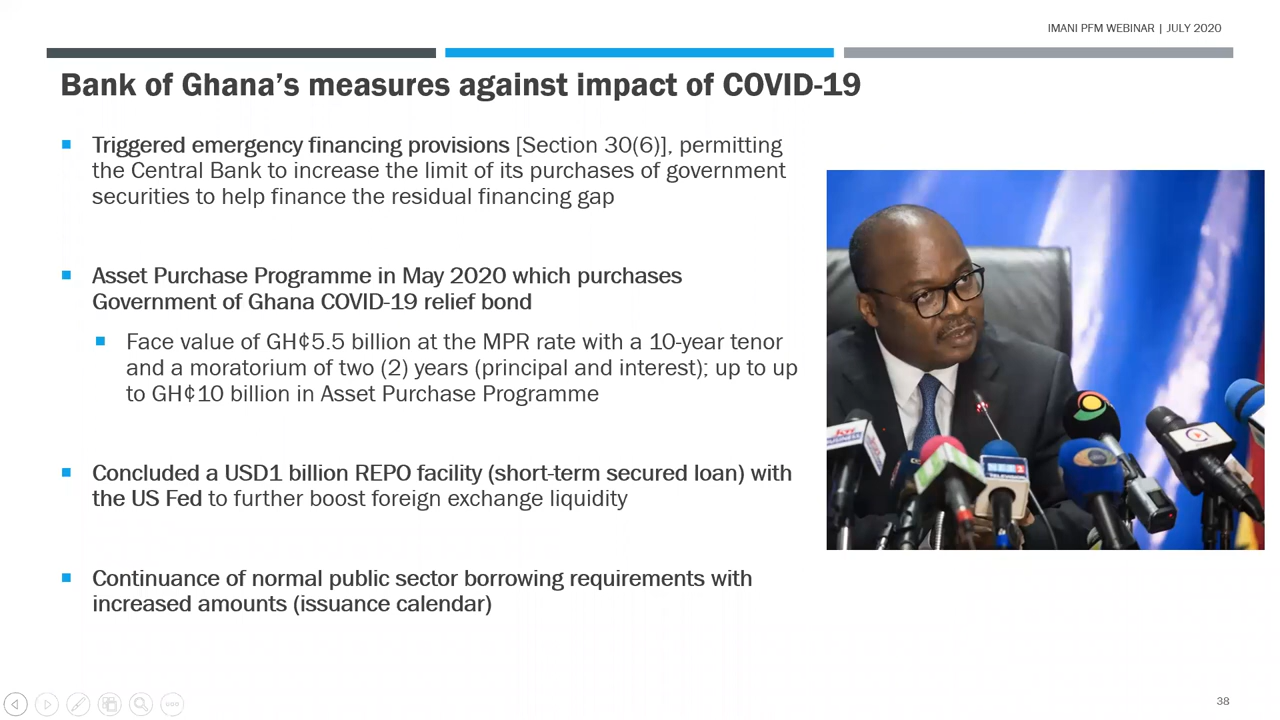 IMANI PFM WEBINAR | JULY 2020
Bank of Ghana’s measures against impact of COVID-19
Triggered emergency financing provisions [Section 30(6)], permitting
the Central Bank to increase the limit of its purchases of government
securities to help finance the residual financing gap
Asset Purchase Programme in May 2020 which purchases
Government of Ghana COVID-19 relief bond
Face value of GH¢5.5 billion at the MPR rate with a 10-year tenor
and a moratorium of two (2) years (principal and interest); up to up
to GH¢10 billion in Asset Purchase Programme
Concluded a USD1 billion REPO facility (short-term secured loan) with
the US Fed to further boost foreign exchange liquidity
Continuance of normal public sector borrowing requirements with
increased amounts (issuance calendar)
38